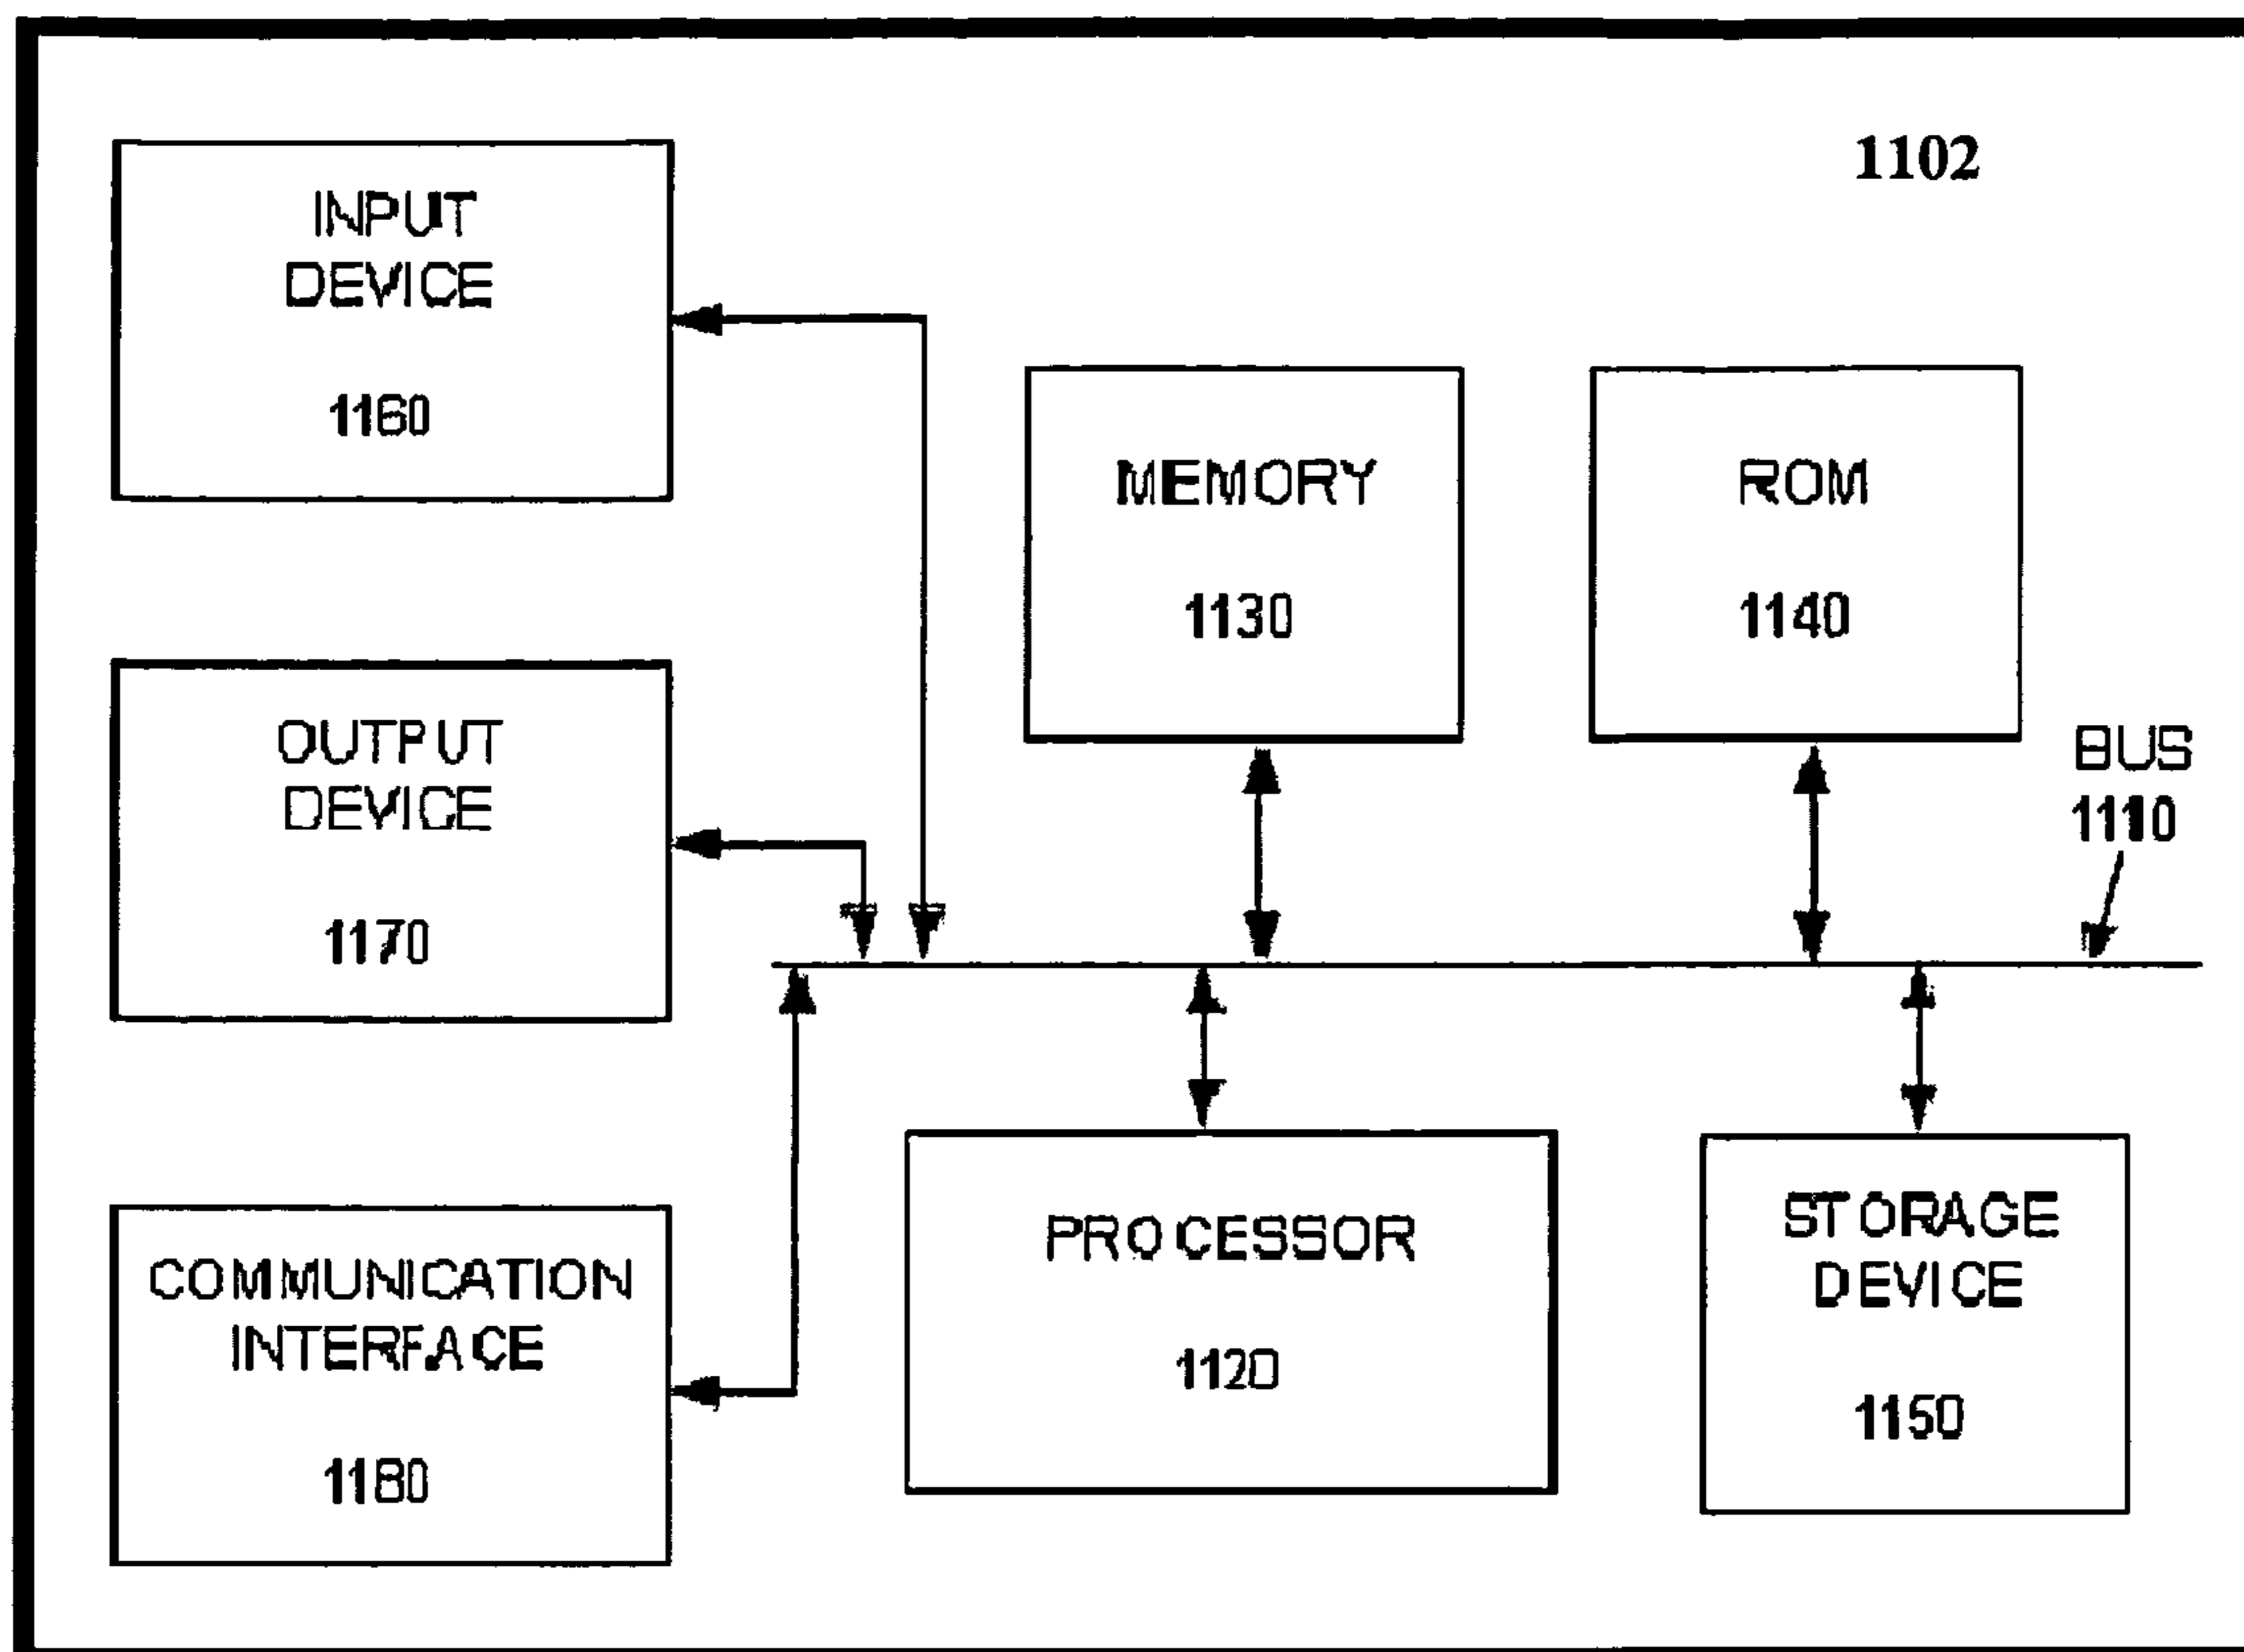 1102
INPUT
DEVICE
1160
MEMORY
1130
ROM
1140
OUTPUT
DEVICE
1170
BUS
1110
COMMUNICATION
INTERFACE
1180
PROCESSOR
1120
STORAGE
DEVICE
1150